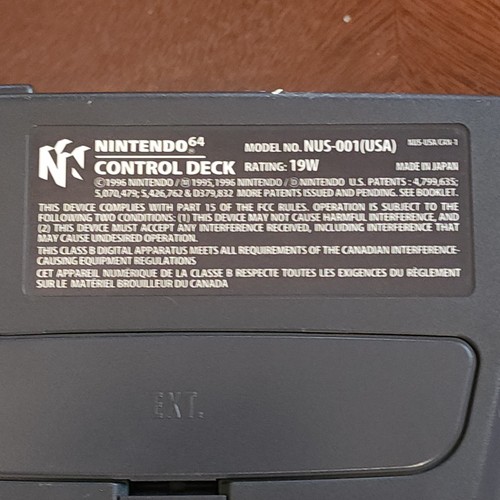 NINTENDO64® MODEL NO. NUS-001(USA) NUS-USA/CAN-1
CONTROL DECK RATING: 19W MADE IN JAPAN
©1996 NINTENDO / Ⓜ 1995,1996 NINTENDO / Ⓓ NINTENDO U.S. PATENTS : 4,799,635;
5,070,479; 5,426,762 & D379,832 MORE PATENTS ISSUED AND PENDING. SEE BOOKLET.
THIS DEVICE COMPLIES WITH PART 15 OF THE FCC RULES. OPERATION IS SUBJECT TO THE
FOLLOWING TWO CONDITIONS: (1) THIS DEVICE MAY NOT CAUSE HARMFUL INTERFERENCE, AND
(2) THIS DEVICE MUST ACCEPT ANY INTERFERENCE RECEIVED, INCLUDING INTERFERENCE THAT
MAY CAUSE UNDESIRED OPERATION.
THIS CLASS B DIGITAL APPARATUS MEETS ALL REQUIREMENTS OF THE CANADIAN INTERFERENCE-
CAUSING EQUIPMENT REGULATIONS
CET APPAREIL NUMÉRIQUE DE LA CLASSE B RESPECTE TOUTES LES EXIGENCES DU RÈGLEMENT
SUR LE MATÉRIEL BROUILLEUR DU CANADA
EXT.